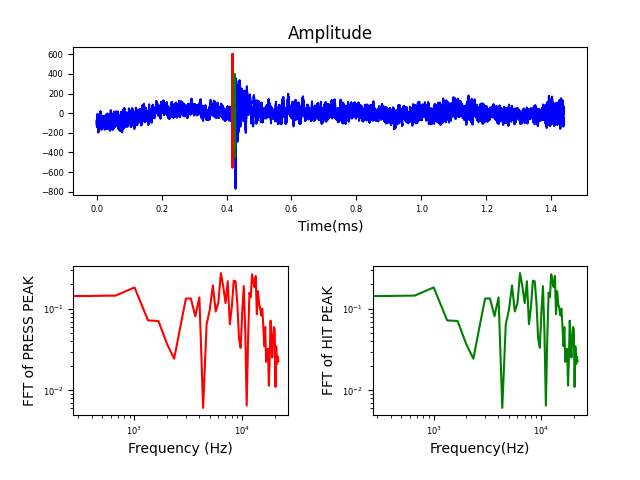 Amplitude
600
400
200
0
−200
−400
−600
−800
0.0 0.2 0.4 0.6 0.8 1.0 1.2 1.4
Time(ms)
FFT of PRESS PEAK
10⁻¹
10⁻²
10³ 10⁴
Frequency (Hz)
FFT of HIT PEAK
10⁻¹
10⁻²
10³ 10⁴
Frequency(Hz)